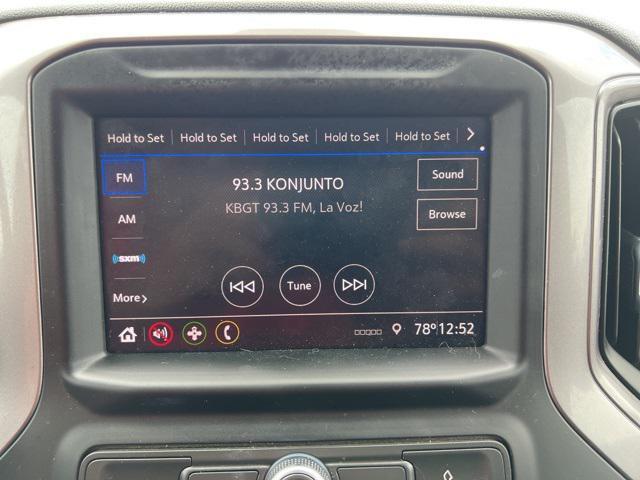 Hold to Set Hold to Set Hold to Set Hold to Set Hold to Set
FM
93.3 KONJUNTO
Sound
KBGT 93.3 FM, La Voz!
AM
Browse
sxm
Tune
More
78° 12:52